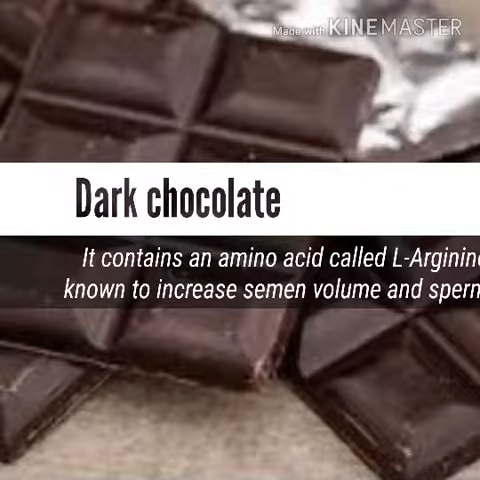 Made with KINEMASTER
Dark chocolate
It contains an amino acid called L-Arginine
known to increase semen volume and sperm